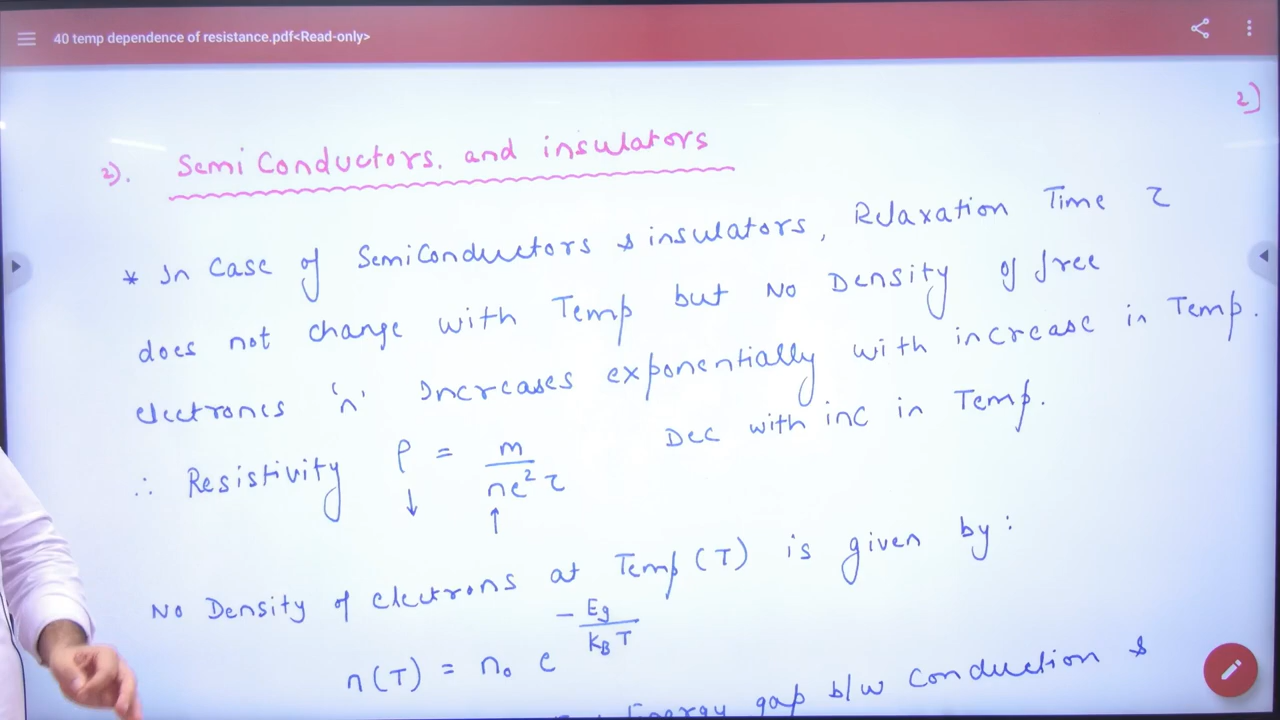 40 temp dependence of resistance.pdf<Read-only>
2)
2). Semi Conductors. and insulators
* In Case of SemiConductors & insulators, Relaxation Time τ
does not change with Temp but No Density of free
electrones 'n' Increases exponentially with increase in Temp.
∴ Resistivity ρ = m / ne²τ Dec with inc in Temp.
↓ ↑
No Density of electrons at Temp (T) is given by :
n(T) = n₀ e^(-Eg / K_B T)
Energy gap b/w Conduction &